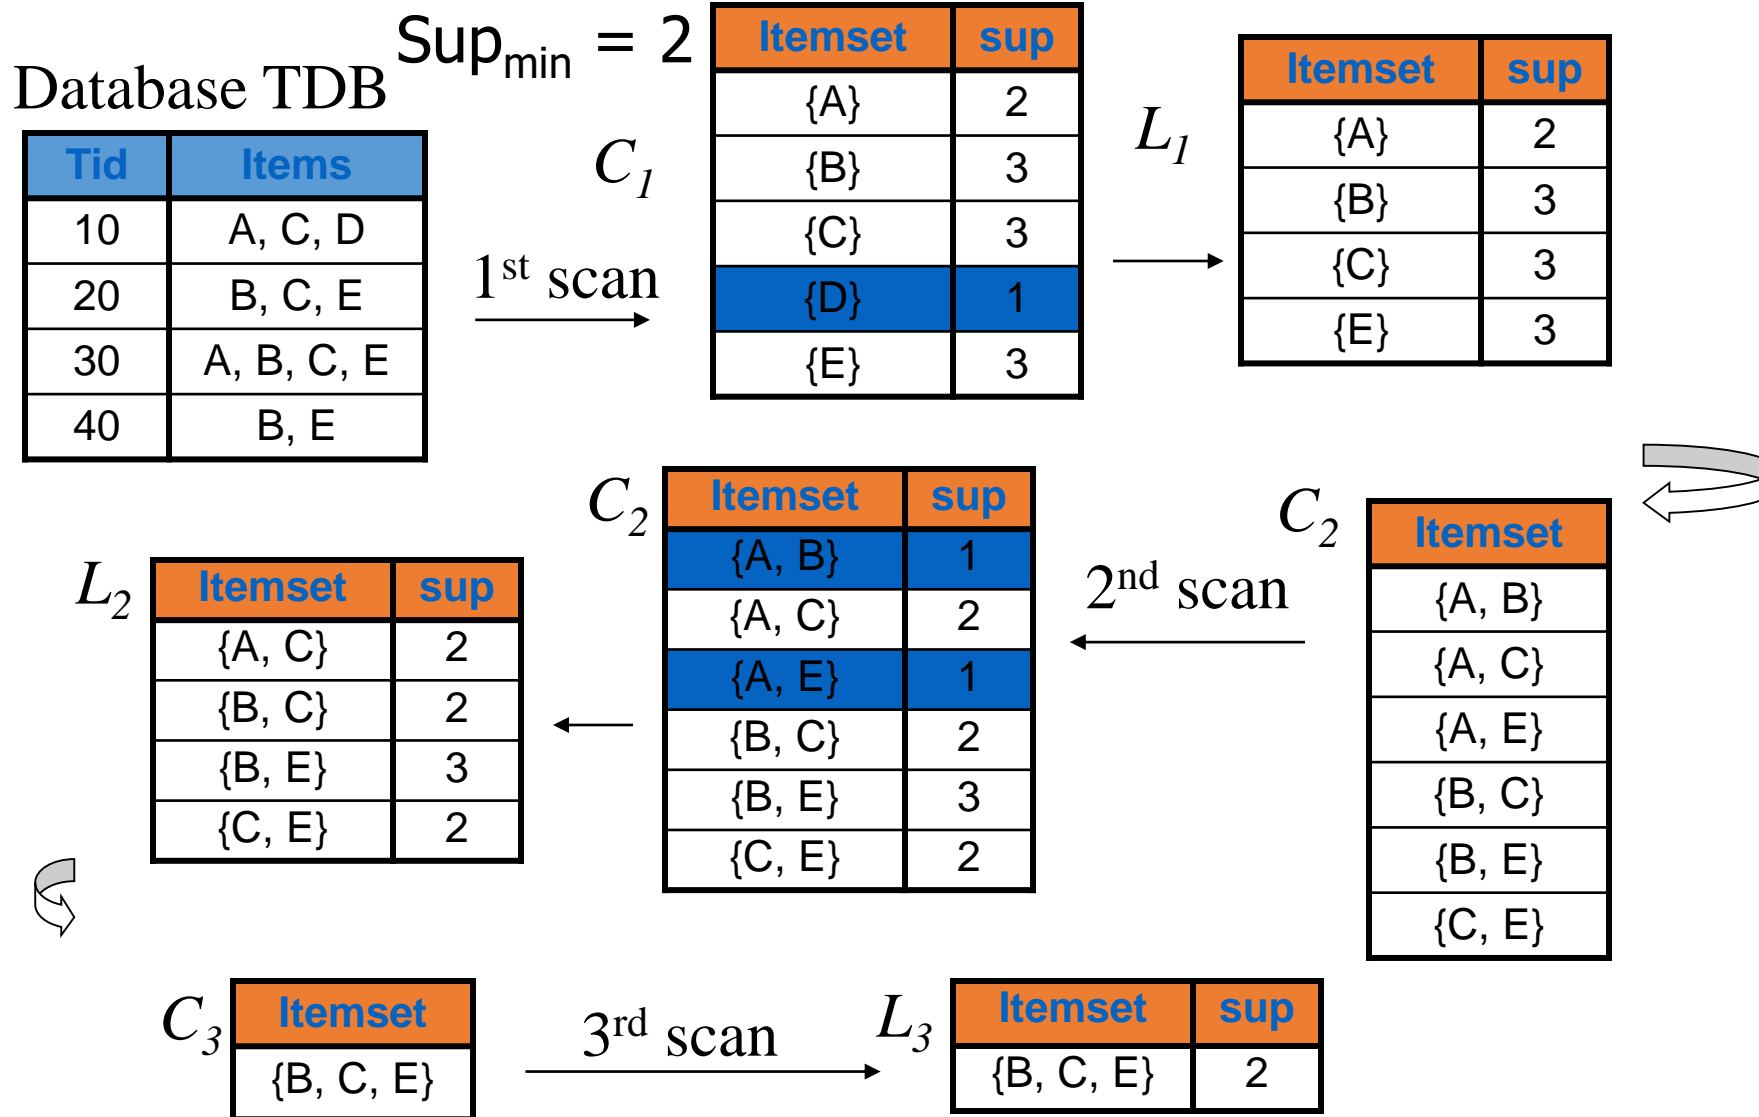 Sup_min = 2
Database TDB
Tid Items
10 A, C, D
20 B, C, E
30 A, B, C, E
40 B, E
1st scan
C1
Itemset sup
{A} 2
{B} 3
{C} 3
{D} 1
{E} 3
L1
Itemset sup
{A} 2
{B} 3
{C} 3
{E} 3
C2
Itemset
{A, B}
{A, C}
{A, E}
{B, C}
{B, E}
{C, E}
2nd scan
C2
Itemset sup
{A, B} 1
{A, C} 2
{A, E} 1
{B, C} 2
{B, E} 3
{C, E} 2
L2
Itemset sup
{A, C} 2
{B, C} 2
{B, E} 3
{C, E} 2
C3
Itemset
{B, C, E}
3rd scan
L3
Itemset sup
{B, C, E} 2